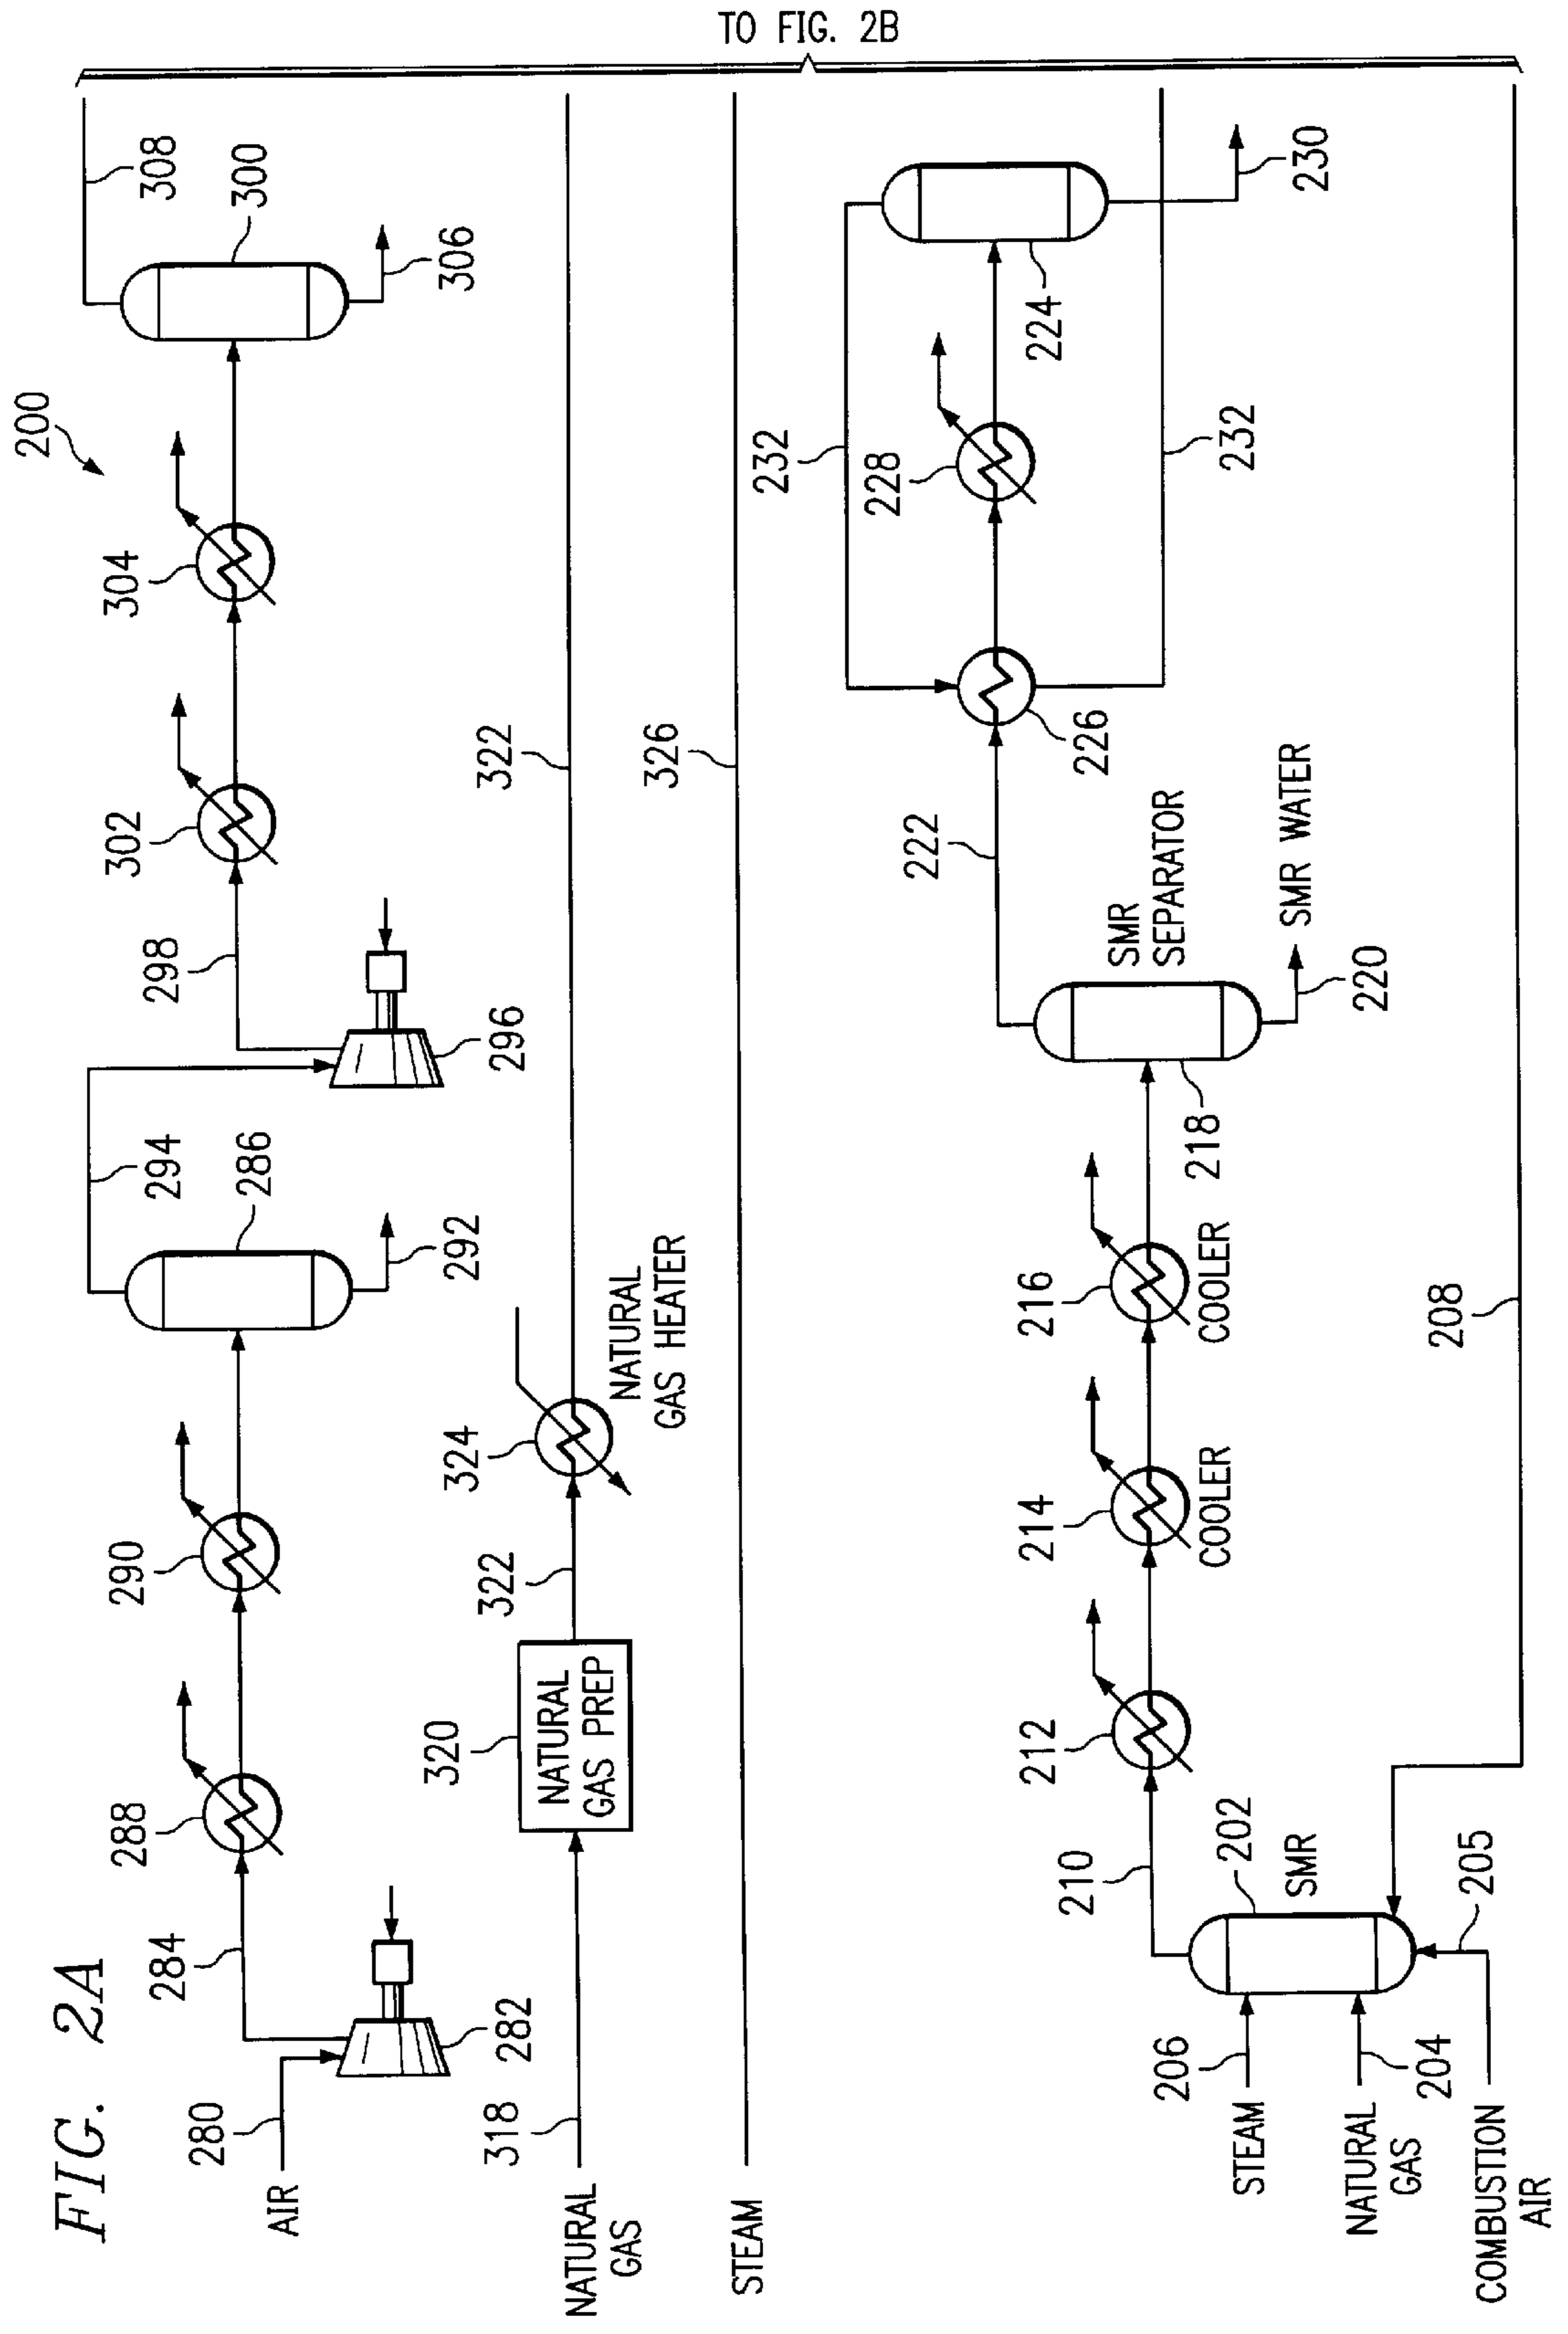 FIG. 2A
TO FIG. 2B
200
AIR
280
282
284
288
290
286
292
294
296
298
302
304
300
306
308
NATURAL
GAS
318
320
NATURAL
GAS PREP
322
324
NATURAL
GAS HEATER
322
STEAM
326
STEAM
206
NATURAL
GAS
204
COMBUSTION
AIR
205
202
SMR
208
210
212
214
COOLER
216
COOLER
218
SMR
SEPARATOR
220
SMR WATER
222
226
228
224
230
232
232